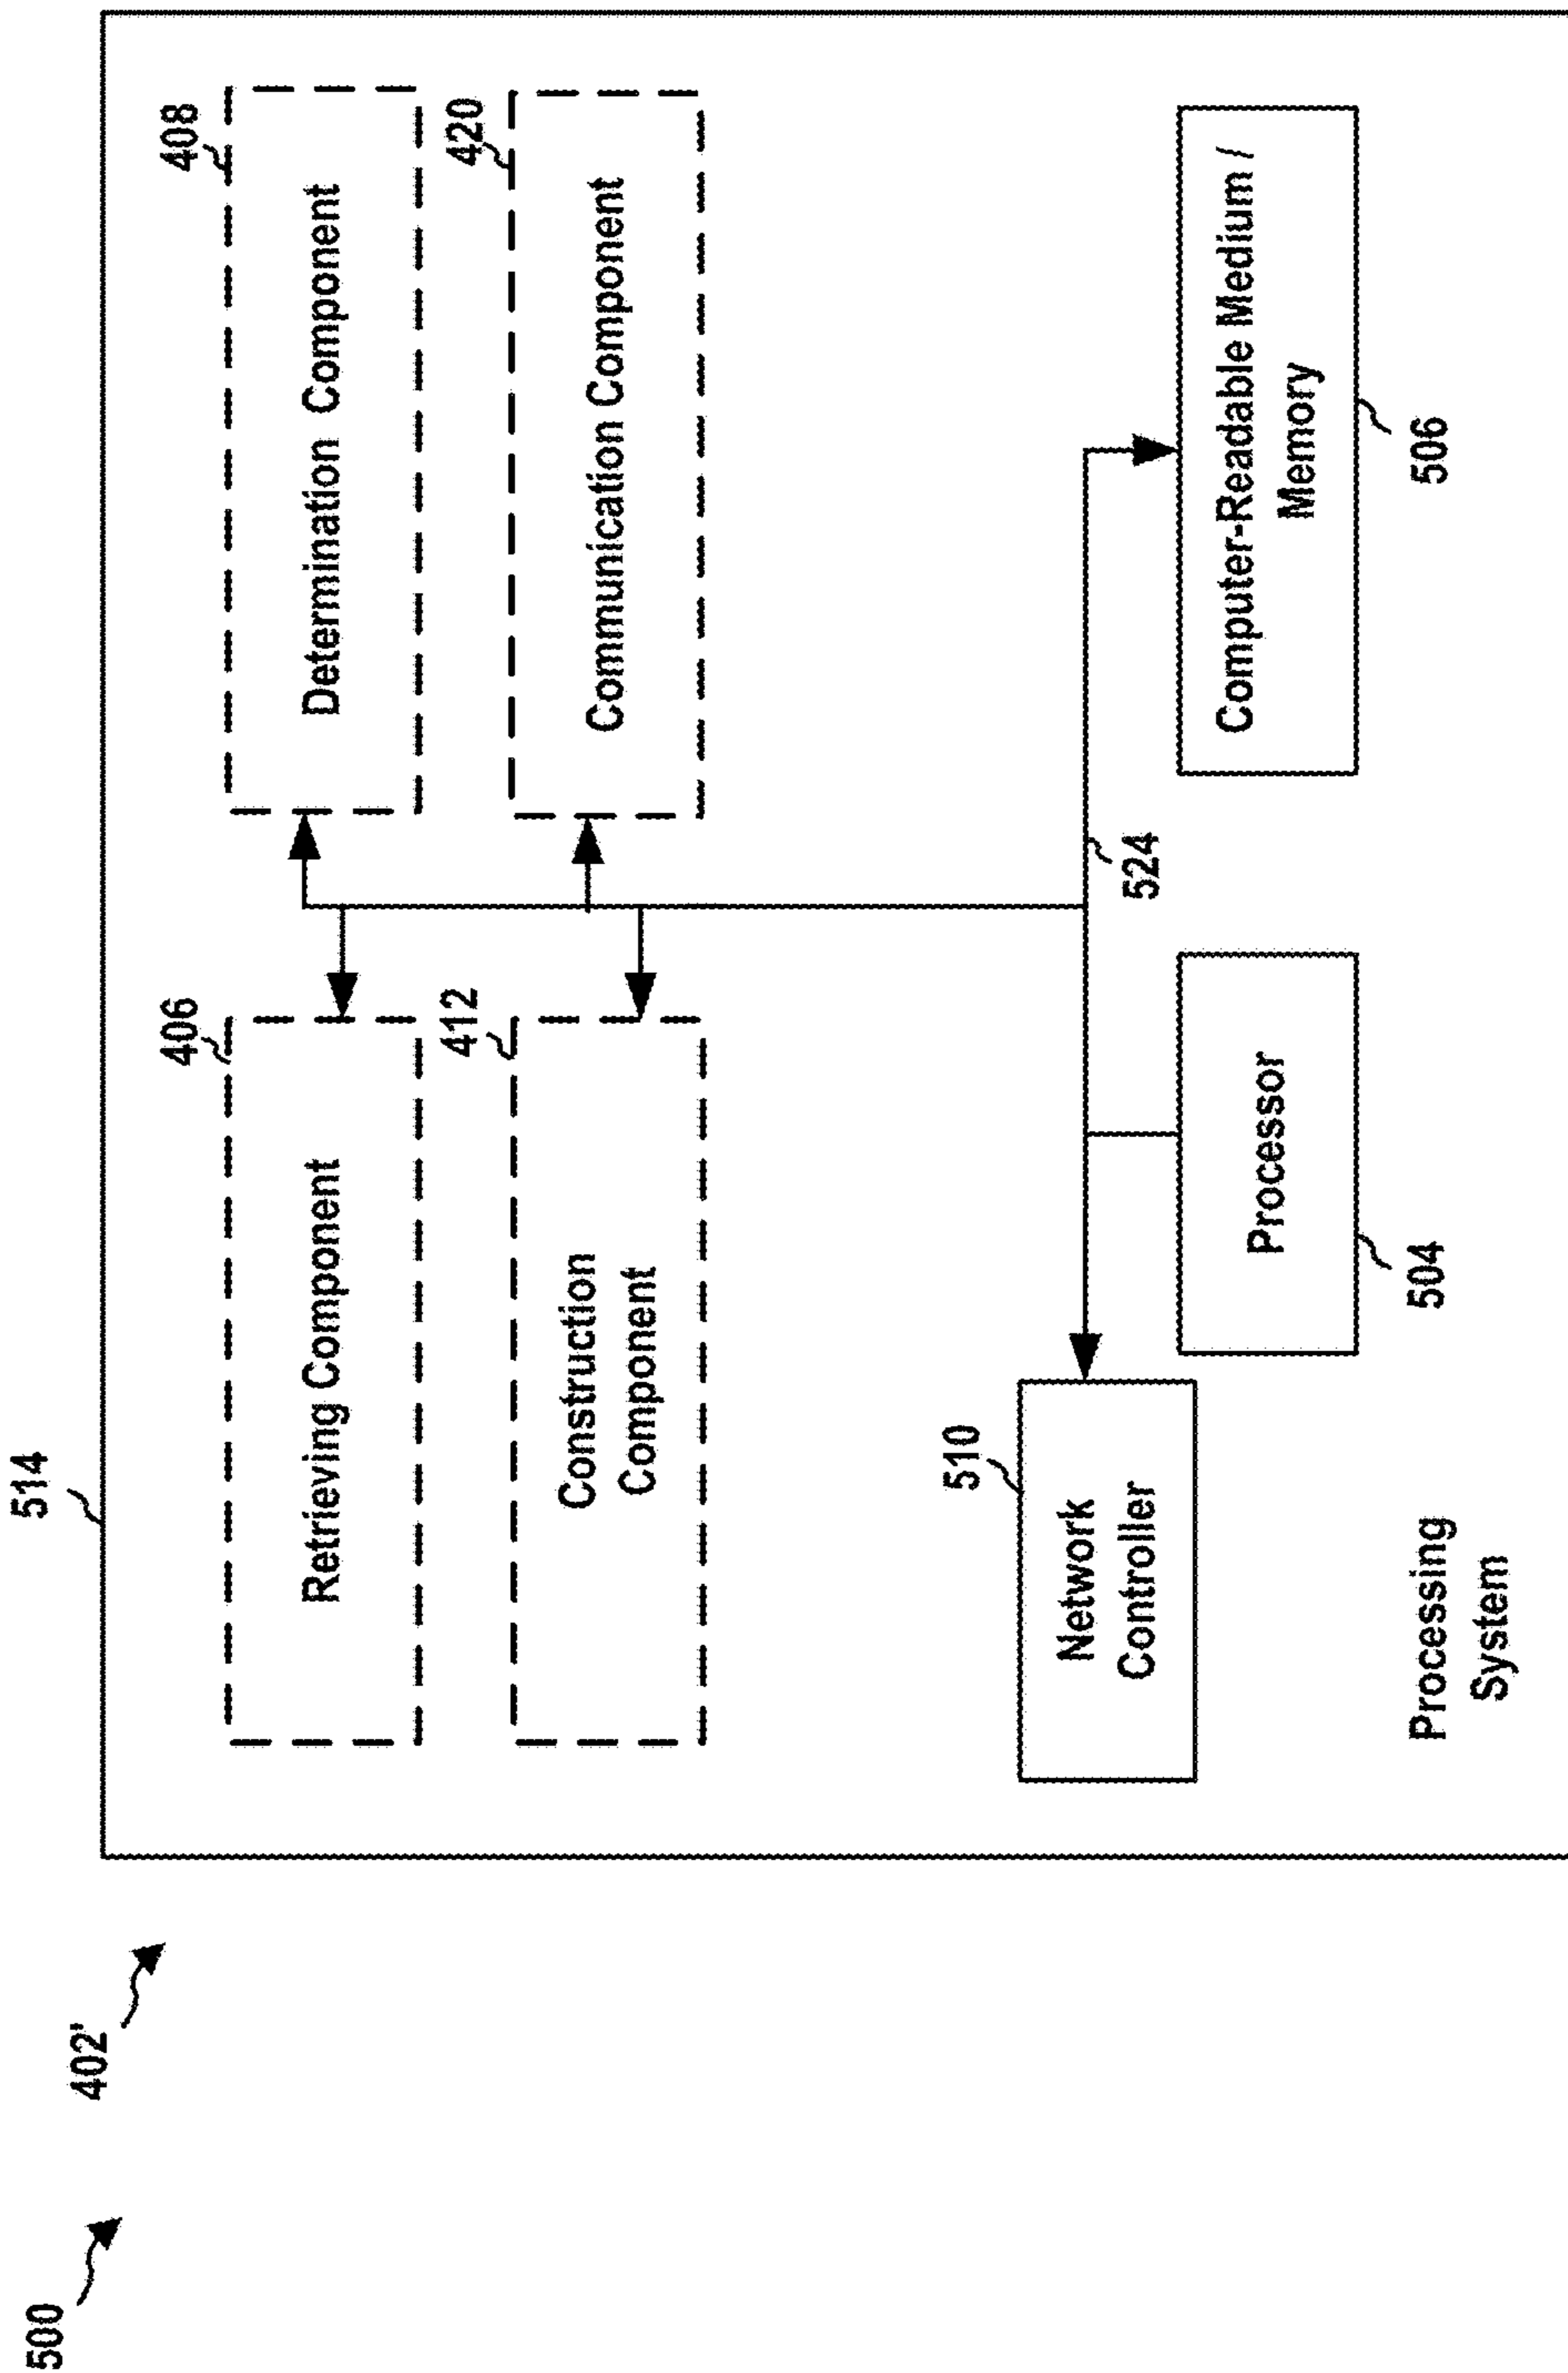 500
402'
514
406
Retrieving Component
408
Determination Component
412
Construction
Component
420
Communication Component
510
Network
Controller
524
Processor
504
Computer-Readable Medium /
Memory
506
Processing
System